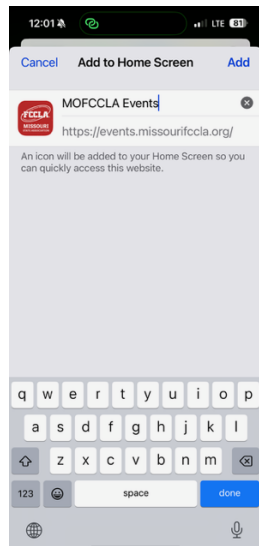 12:01
LTE 81
Cancel Add to Home Screen Add
FCCLA
MISSOURI
MOFCCLA Events
https://events.missourifccla.org/
An icon will be added to your Home Screen so you
can quickly access this website.
q w e r t y u i o p
a s d f g h j k l
z x c v b n m
123 space done